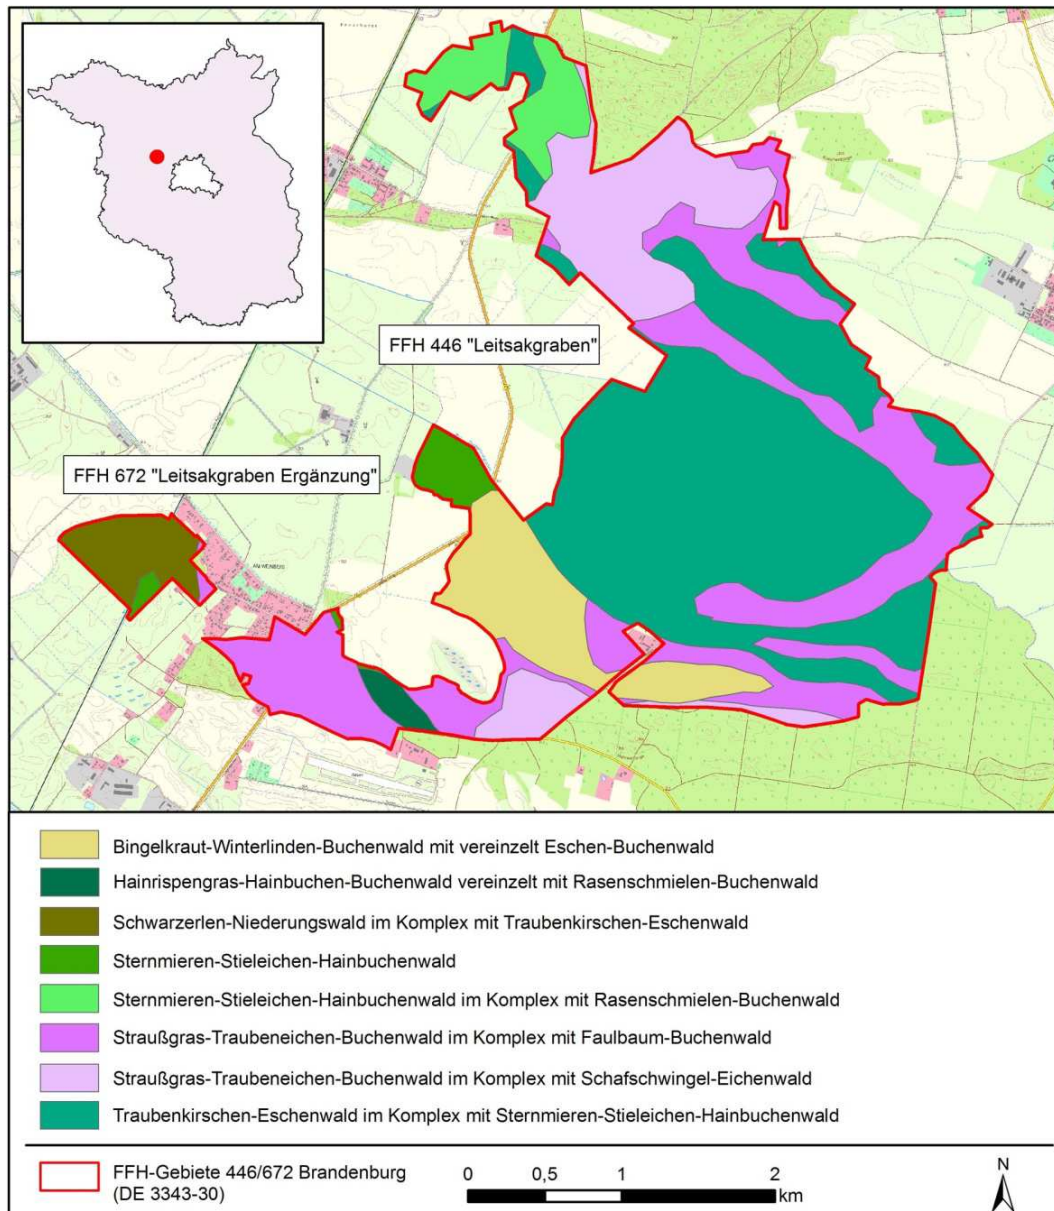 FFH 446 "Leitsakgraben"
FFH 672 "Leitsakgraben Ergänzung"
AM WEINBERG
Bingelkraut-Winterlinden-Buchenwald mit vereinzelt Eschen-Buchenwald
Hainrispengras-Hainbuchen-Buchenwald vereinzelt mit Rasenschmielen-Buchenwald
Schwarzerlen-Niederungswald im Komplex mit Traubenkirschen-Eschenwald
Sternmieren-Stieleichen-Hainbuchenwald
Sternmieren-Stieleichen-Hainbuchenwald im Komplex mit Rasenschmielen-Buchenwald
Straußgras-Traubeneichen-Buchenwald im Komplex mit Faulbaum-Buchenwald
Straußgras-Traubeneichen-Buchenwald im Komplex mit Schafschwingel-Eichenwald
Traubenkirschen-Eschenwald im Komplex mit Sternmieren-Stieleichen-Hainbuchenwald
FFH-Gebiete 446/672 Brandenburg
(DE 3343-30)
0 0,5 1 2
km
N